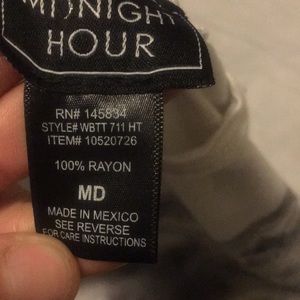 MIDNIGHT
HOUR
RN# 145834
STYLE# WBTT 711 HT
ITEM# 10520726
100% RAYON
MD
MADE IN MEXICO
SEE REVERSE
FOR CARE INSTRUCTIONS